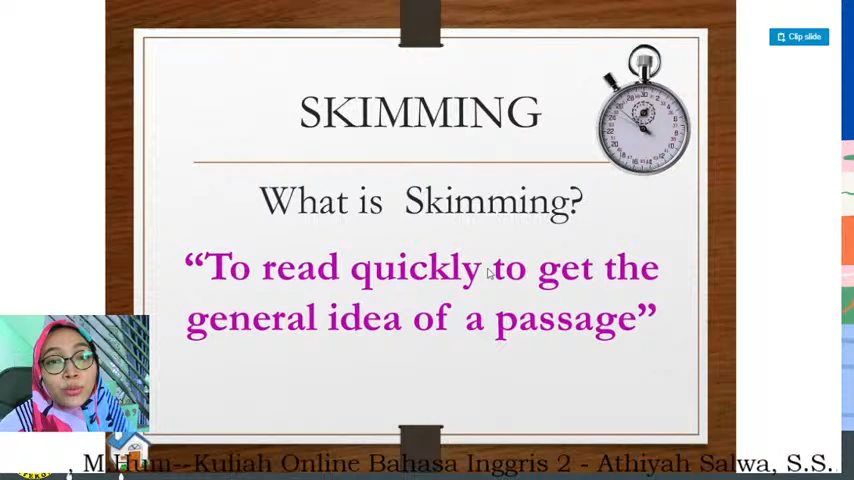 Clip slide
SKIMMING
What is Skimming?
“To read quickly to get the
general idea of a passage”
, M.Hum--Kuliah Online Bahasa Inggris 2 - Athiyah Salwa, S.S.